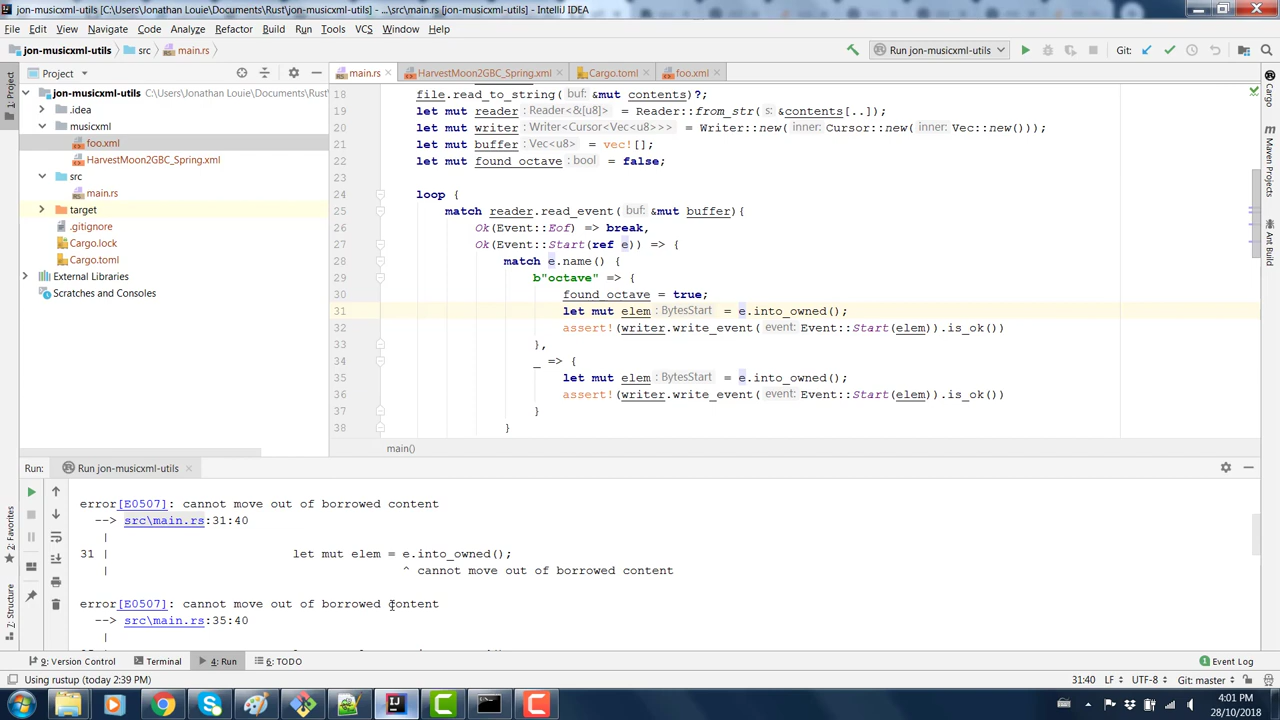 jon-musicxml-utils [C:\Users\Jonathan Louie\Documents\Rust\jon-musicxml-utils] - ...\src\main.rs [jon-musicxml-utils] - IntelliJ IDEA
File Edit View Navigate Code Analyze Refactor Build Run Tools VCS Window Help
jon-musicxml-utils src main.rs Run jon-musicxml-utils Git:
1: Project
Project
main.rs HarvestMoon2GBC_Spring.xml Cargo.toml foo.xml
jon-musicxml-utils C:\Users\Jonathan Louie\Documents\Rust\
.idea
musicxml
foo.xml
HarvestMoon2GBC_Spring.xml
src
main.rs
target
.gitignore
Cargo.lock
Cargo.toml
External Libraries
Scratches and Consoles
18 file.read_to_string( buf: &mut contents)?;
19 let mut reader: Reader<&[u8]> = Reader::from_str( s: &contents[..]);
20 let mut writer: Writer<Cursor<Vec<u8>>> = Writer::new( inner: Cursor::new( inner: Vec::new()));
21 let mut buffer: Vec<u8> = vec![];
22 let mut found_octave: bool = false;
23
24 loop {
25 match reader.read_event( buf: &mut buffer){
26 Ok(Event::Eof) => break,
27 Ok(Event::Start(ref e)) => {
28 match e.name() {
29 b"octave" => {
30 found_octave = true;
31 let mut elem: BytesStart = e.into_owned();
32 assert!(writer.write_event( event: Event::Start(elem)).is_ok())
33 },
34 _ => {
35 let mut elem: BytesStart = e.into_owned();
36 assert!(writer.write_event( event: Event::Start(elem)).is_ok())
37 }
38 }
main()
Cargo
Maven Projects
Ant Build
Run: Run jon-musicxml-utils
error[E0507]: cannot move out of borrowed content
--> src\main.rs:31:40
|
31 | let mut elem = e.into_owned();
| ^ cannot move out of borrowed content
error[E0507]: cannot move out of borrowed content
--> src\main.rs:35:40
|
2: Favorites
7: Structure
9: Version Control Terminal 4: Run 6: TODO Event Log
Using rustup (today 2:39 PM) 31:40 LF UTF-8 Git: master
4:01 PM
28/10/2018